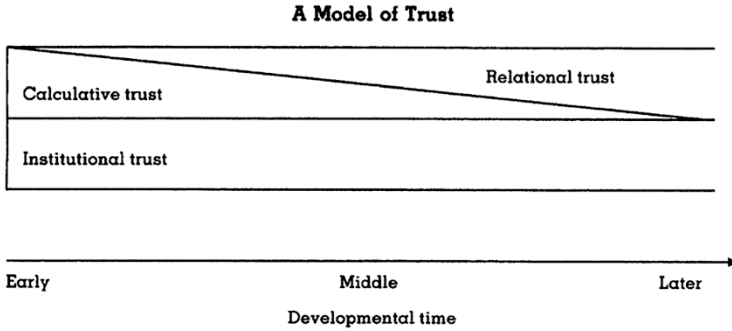 A Model of Trust
Relational trust
Calculative trust
Institutional trust
Early
Middle
Later
Developmental time